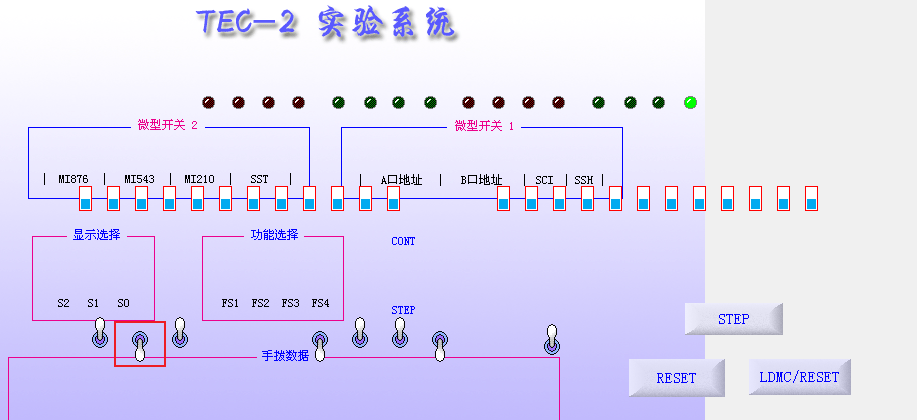 TEC-2 实验系统
微型开关 2
微型开关 1
| MI876 | MI543 | MI210 | SST |
| A口地址 | B口地址 | SCI | SSH |
显示选择
功能选择
CONT
S2 S1 S0
FS1 FS2 FS3 FS4
STEP
STEP
手拨数据
RESET
LDMC/RESET